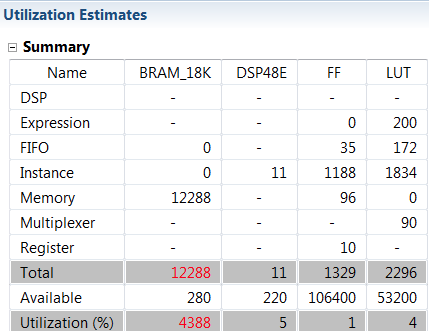 Utilization Estimates
Summary
Name BRAM_18K DSP48E FF LUT
DSP - - - -
Expression - - 0 200
FIFO 0 - 35 172
Instance 0 11 1188 1834
Memory 12288 - 96 0
Multiplexer - - - 90
Register - - 10 -
Total 12288 11 1329 2296
Available 280 220 106400 53200
Utilization (%) 4388 5 1 4